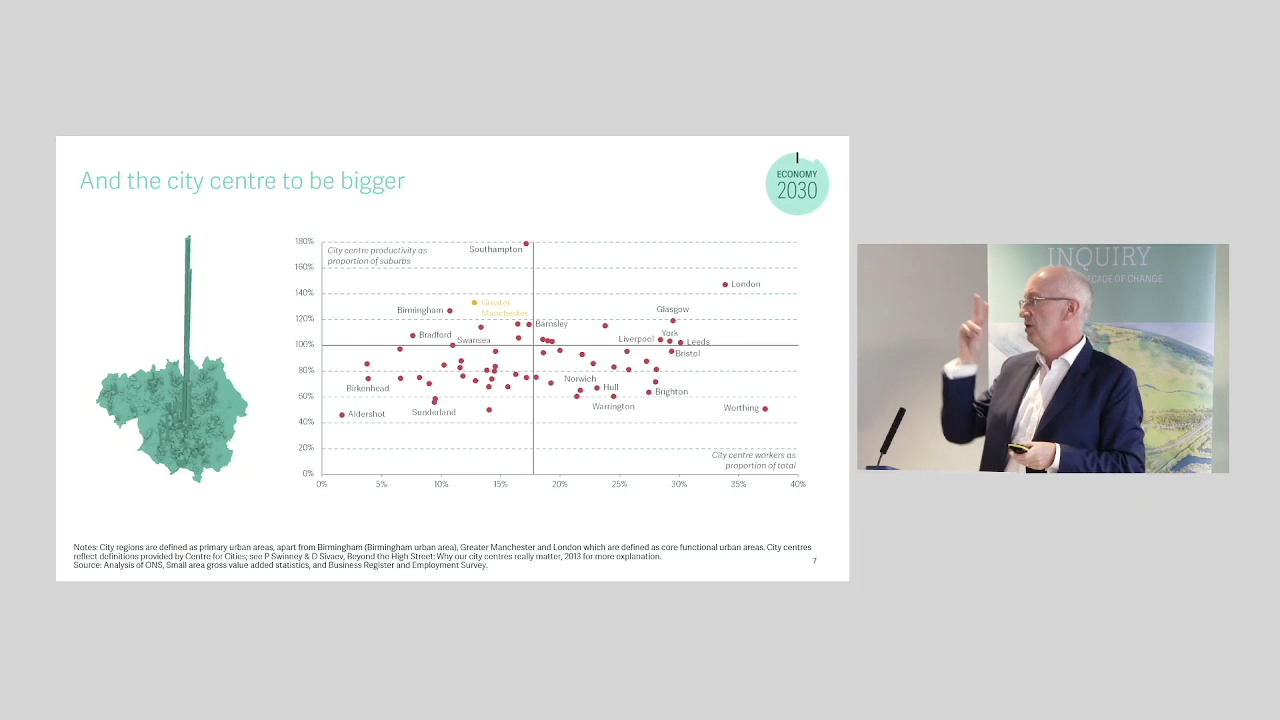 And the city centre to be bigger
ECONOMY
2030
180%
160%
140%
120%
100%
80%
60%
40%
20%
0%
City centre productivity as
proportion of suburbs
Southampton
London
Greater
Manchester
Birmingham
Glasgow
Barnsley
Bradford
Swansea
York
Liverpool
Leeds
Bristol
Birkenhead
Norwich
Hull
Brighton
Aldershot
Sunderland
Warrington
Worthing
City centre workers as
proportion of total
0%
5%
10%
15%
20%
25%
30%
35%
40%
Notes: City regions are defined as primary urban areas, apart from Birmingham (Birmingham urban area), Greater Manchester and London which are defined as core functional urban areas. City centres
reflect definitions provided by Centre for Cities; see P Swinney & D Sivaev, Beyond the High Street: Why our city centres really matter, 2013 for more explanation.
Source: Analysis of ONS, Small area gross value added statistics, and Business Register and Employment Survey.
7
INQUIRY
ECADE OF CHANGE